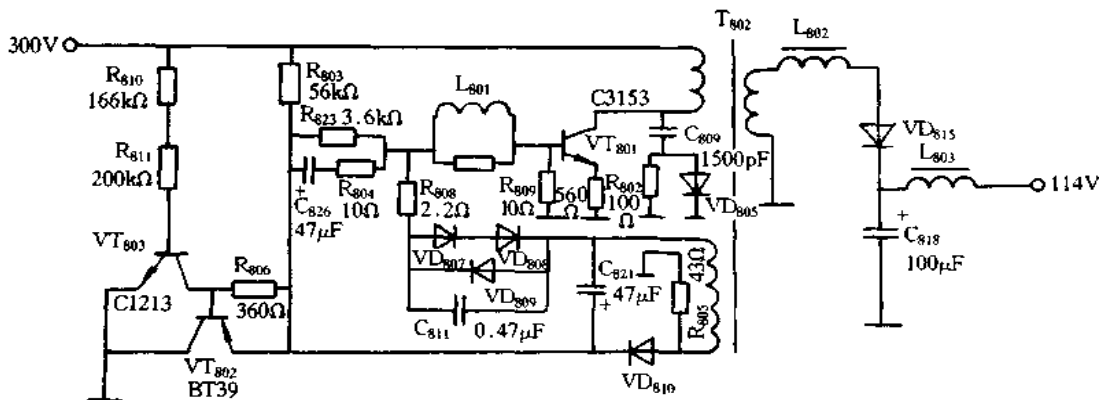 300V
R810
166kΩ
R811
200kΩ
VT803
C1213
R806
360Ω
VT802
BT39
R803
56kΩ
R823 3.6kΩ
R804
10Ω
C826
47μF
L801
R808
2.2Ω
C3153
VT801
R809
10Ω
560
Ω
R802
100
Ω
C809
1500pF
VD805
VD807
VD808
VD809
C811
0.47μF
C821
47μF
43Ω
R805
VD810
T802
L802
VD815
L803
114V
C818
100μF